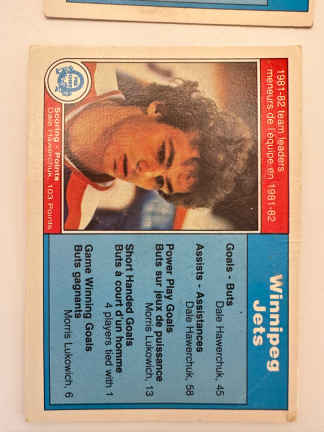 Winnipeg
Jets
1981-82 team leaders
meneurs de l'équipe en 1981-82
Scoring - Points
Dale Hawerchuk, 103 Points
Goals - Buts
Dale Hawerchuk, 45
Assists - Assistances
Dale Hawerchuk, 58
Power Play Goals
Buts sur jeux de puissance
Morris Lukowich, 13
Short Handed Goals
Buts à court d'un homme
4 players tied with 1
Game Winning Goals
Buts gagnants
Morris Lukowich, 6